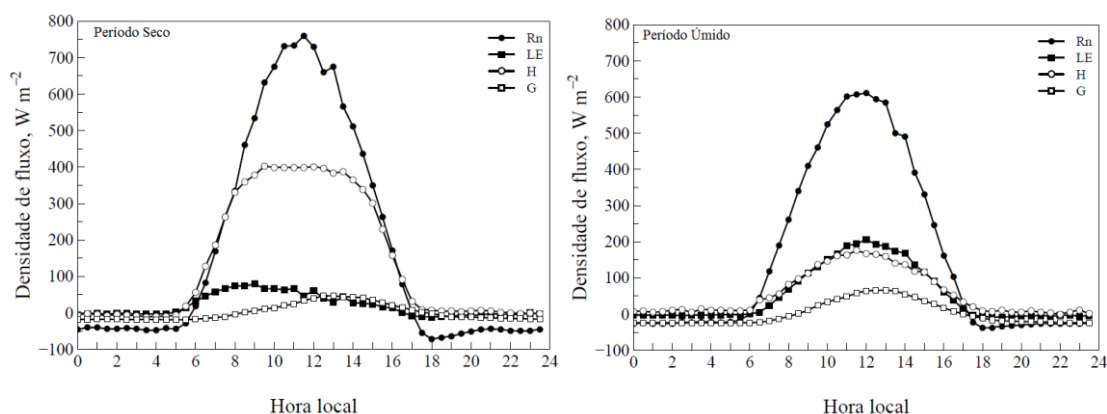 Densidade de fluxo, W m⁻²
800
700
600
500
400
300
200
100
0
−100
Período Seco
Rn
LE
H
G
0 2 4 6 8 10 12 14 16 18 20 22 24
Hora local
Densidade de fluxo, W m⁻²
800
700
600
500
400
300
200
100
0
−100
Período Úmido
Rn
LE
H
G
0 2 4 6 8 10 12 14 16 18 20 22 24
Hora local